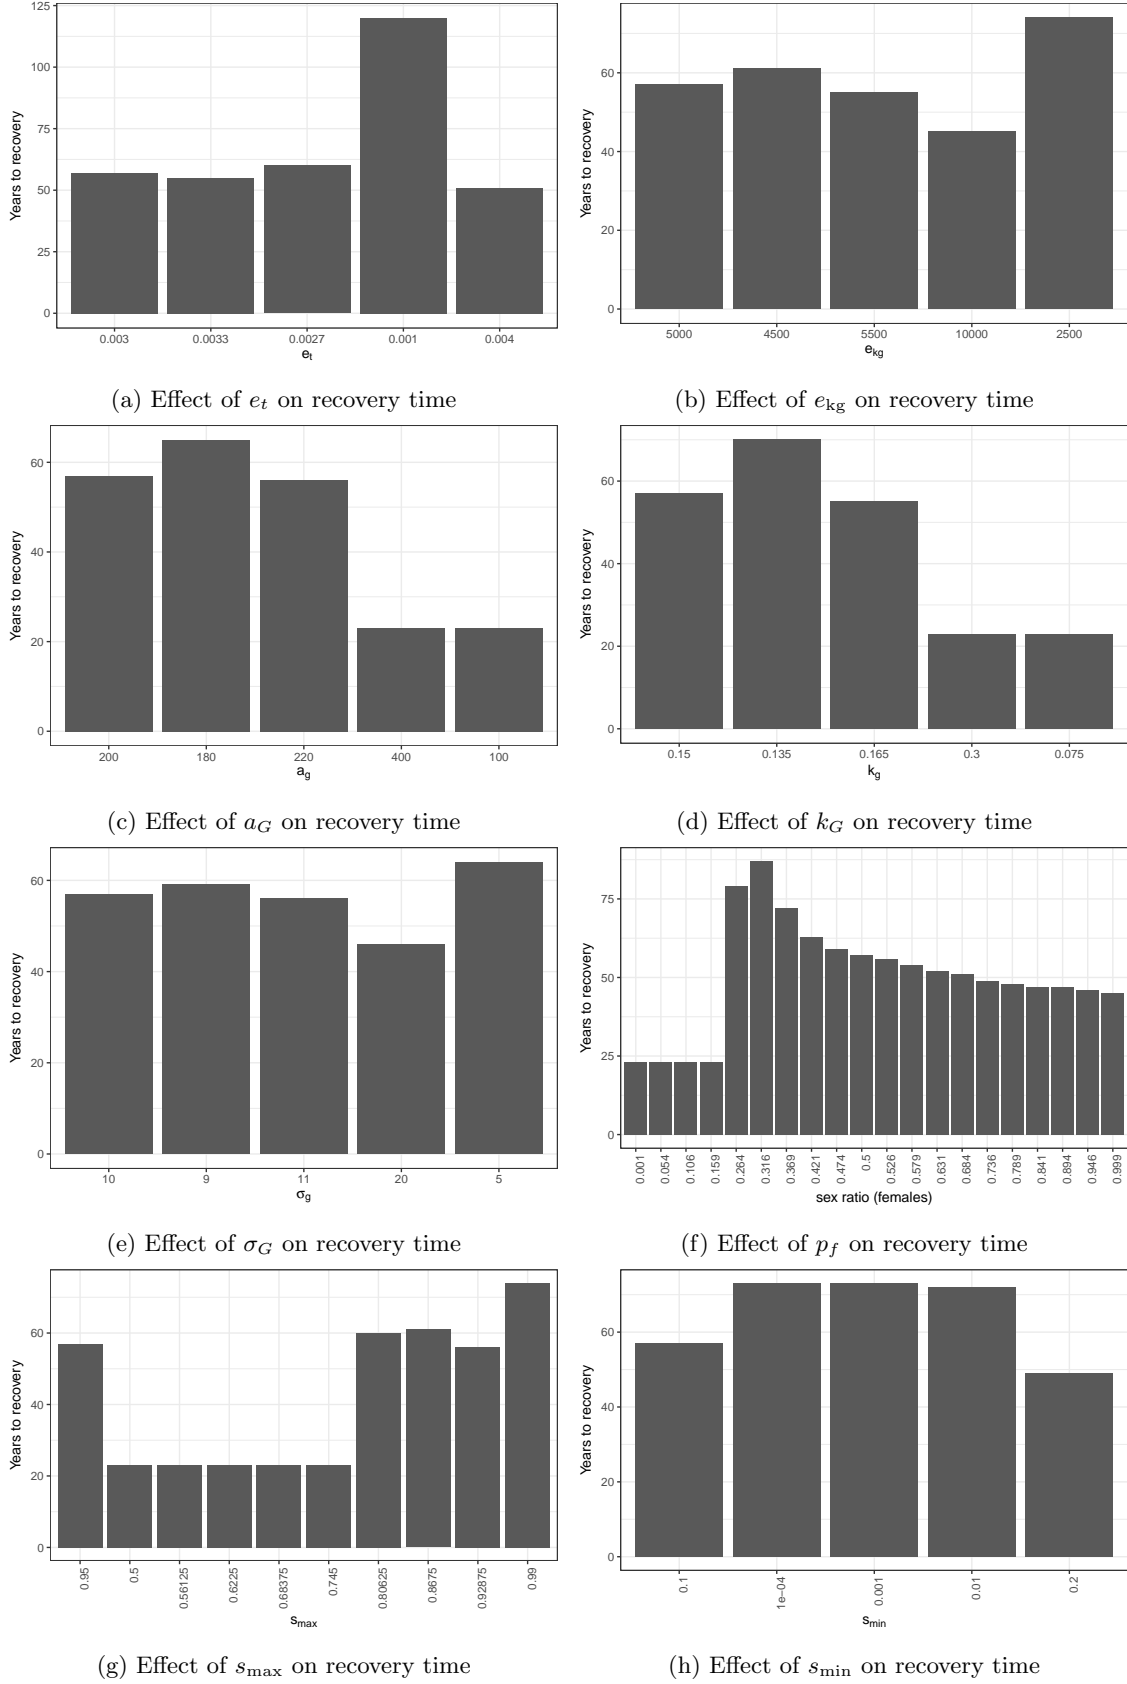 125
100
75
50
25
0
Years to recovery
0.003 0.0033 0.0027 0.001 0.004
e_t
(a) Effect of e_t on recovery time
60
40
20
0
Years to recovery
5000 4500 5500 10000 2500
e_kg
(b) Effect of e_kg on recovery time
60
40
20
0
Years to recovery
200 180 220 400 100
a_g
(c) Effect of a_G on recovery time
60
40
20
0
Years to recovery
0.15 0.135 0.165 0.3 0.075
k_g
(d) Effect of k_G on recovery time
60
40
20
0
Years to recovery
10 9 11 20 5
σ_g
(e) Effect of σ_G on recovery time
75
50
25
0
Years to recovery
0.001 0.054 0.106 0.159 0.264 0.316 0.369 0.421 0.474 0.5 0.526 0.579 0.631 0.684 0.736 0.789 0.841 0.894 0.946 0.999
sex ratio (females)
(f) Effect of p_f on recovery time
60
40
20
0
Years to recovery
0.95 0.5 0.56125 0.6225 0.68375 0.745 0.80625 0.8675 0.92875 0.99
s_max
(g) Effect of s_max on recovery time
60
40
20
0
Years to recovery
0.1 1e−04 0.001 0.01 0.2
s_min
(h) Effect of s_min on recovery time